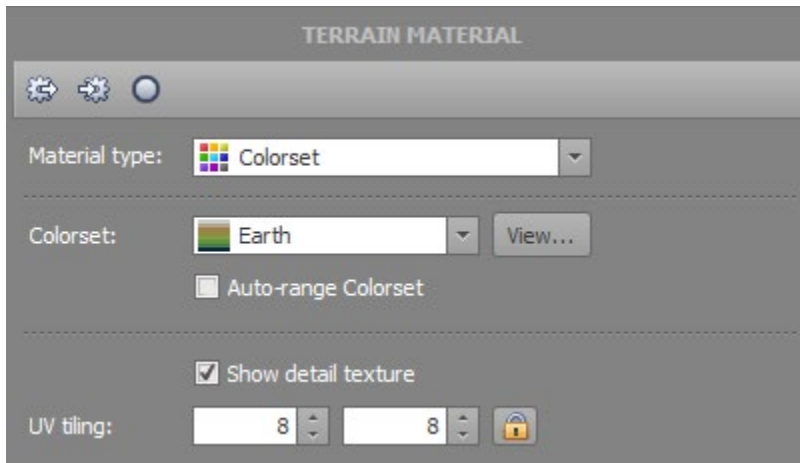 TERRAIN MATERIAL
Material type: Colorset
Colorset: Earth View...
Auto-range Colorset
Show detail texture
UV tiling: 8 8